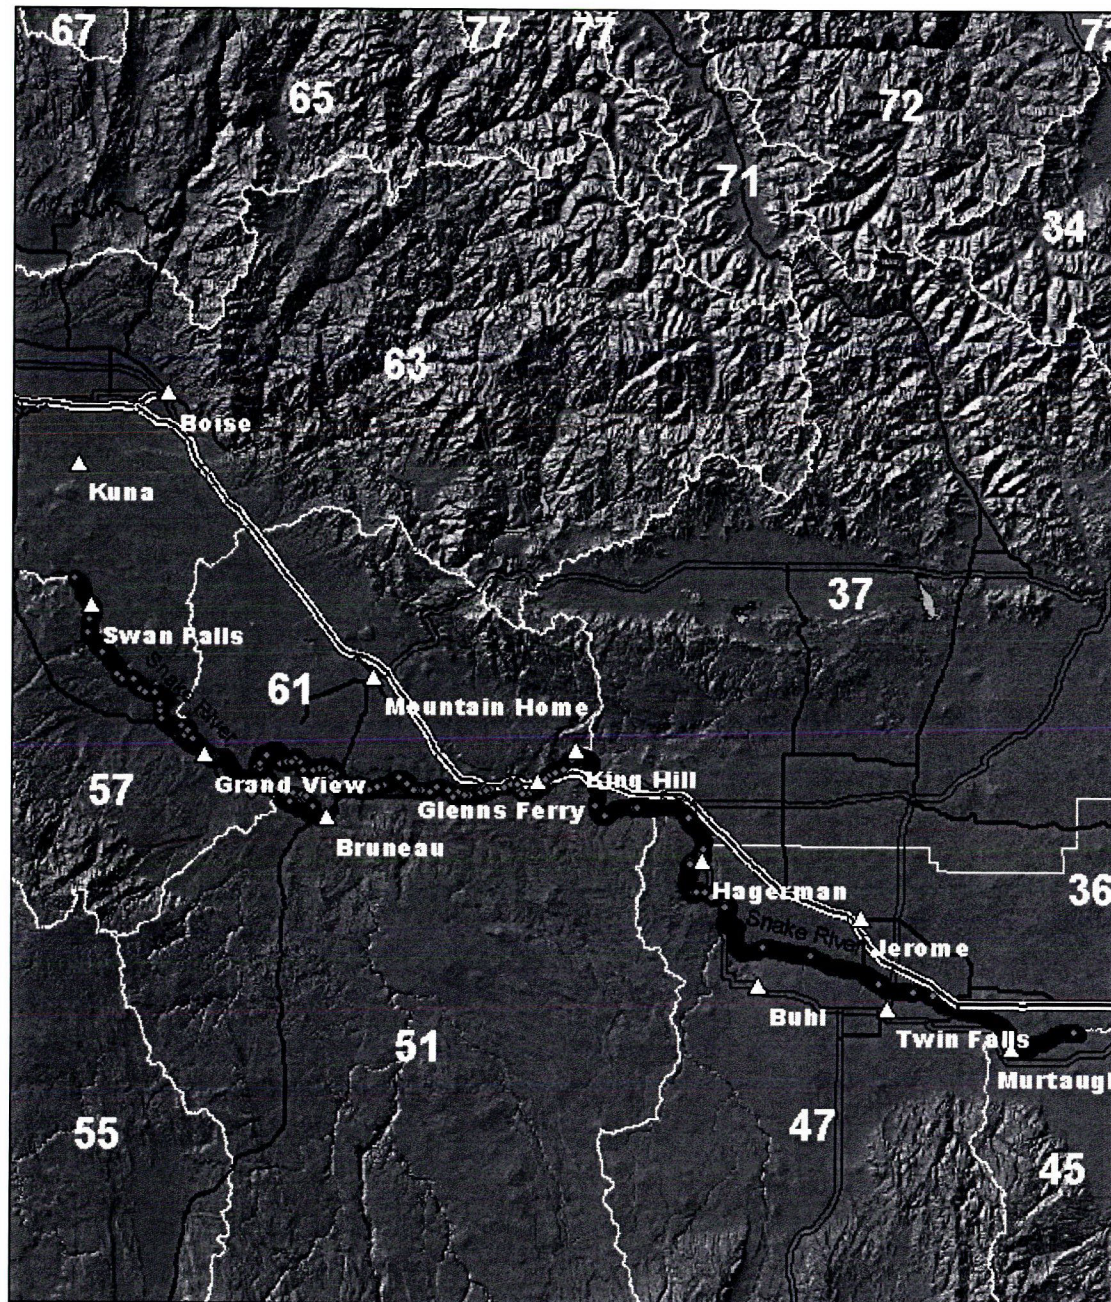 67
77
77
65
72
71
34
63
Boise
Kuna
37
Swan Falls
Snake River
61
Mountain Home
57
Grand View
King Hill
Glenns Ferry
Bruneau
Hagerman
36
Snake River
Jerome
Buhl
51
Twin Falls
Murtaugh
55
47
45